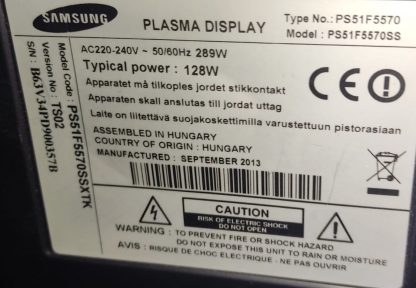 SAMSUNG
PLASMA DISPLAY
Type No.: PS51F5570
Model : PS51F5570SS
AC220-240V ~ 50/60Hz 289W
Typical power : 128W
Apparatet må tilkoples jordet stikkontakt
Apparaten skall anslutas till jordat uttag
Laite on liitettävä suojakoskettimilla varustettuun pistorasiaan
ASSEMBLED IN HUNGARY
COUNTRY OF ORIGIN : HUNGARY
MANUFACTURED : SEPTEMBER 2013
Model Code : PS51F5570SSXTK
Version No : TS02
S/N : B63V34PD900357B
CE
CAUTION
RISK OF ELECTRIC SHOCK
DO NOT OPEN
WARNING : TO PREVENT FIRE OR SHOCK HAZARD
DO NOT EXPOSE THIS UNIT TO RAIN
AVIS : RISQUE DE CHOC ELECTRIQUE - NE PAS OUVRIR